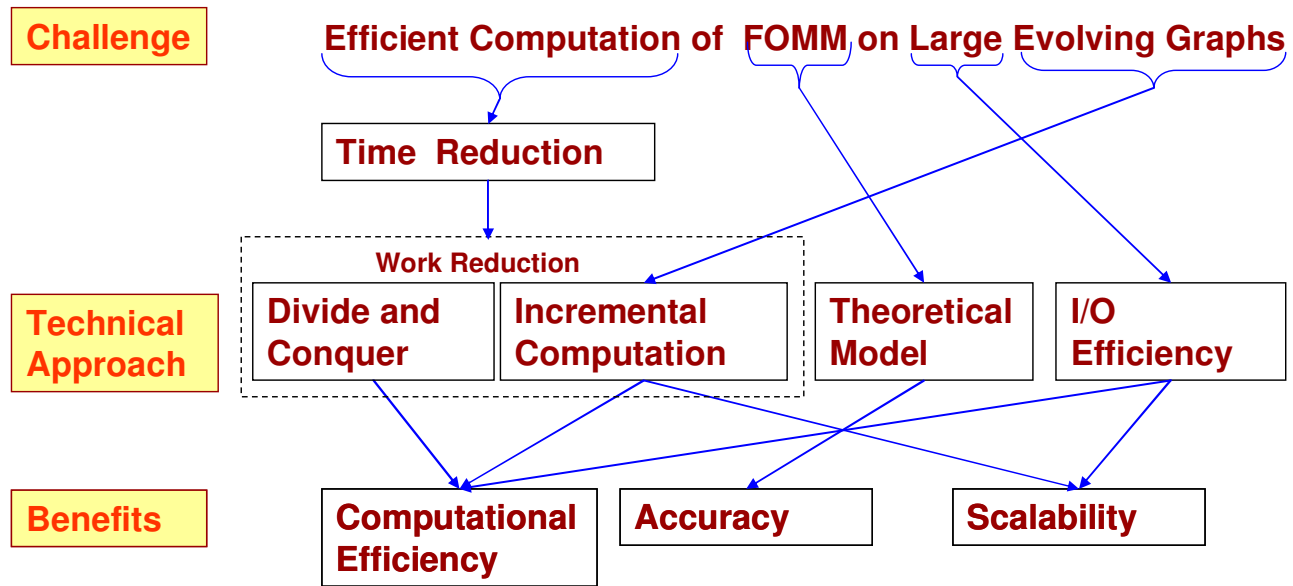 Challenge
Efficient Computation of FOMM on Large Evolving Graphs
Time Reduction
Work Reduction
Technical
Approach
Divide and
Conquer
Incremental
Computation
Theoretical
Model
I/O
Efficiency
Benefits
Computational
Efficiency
Accuracy
Scalability